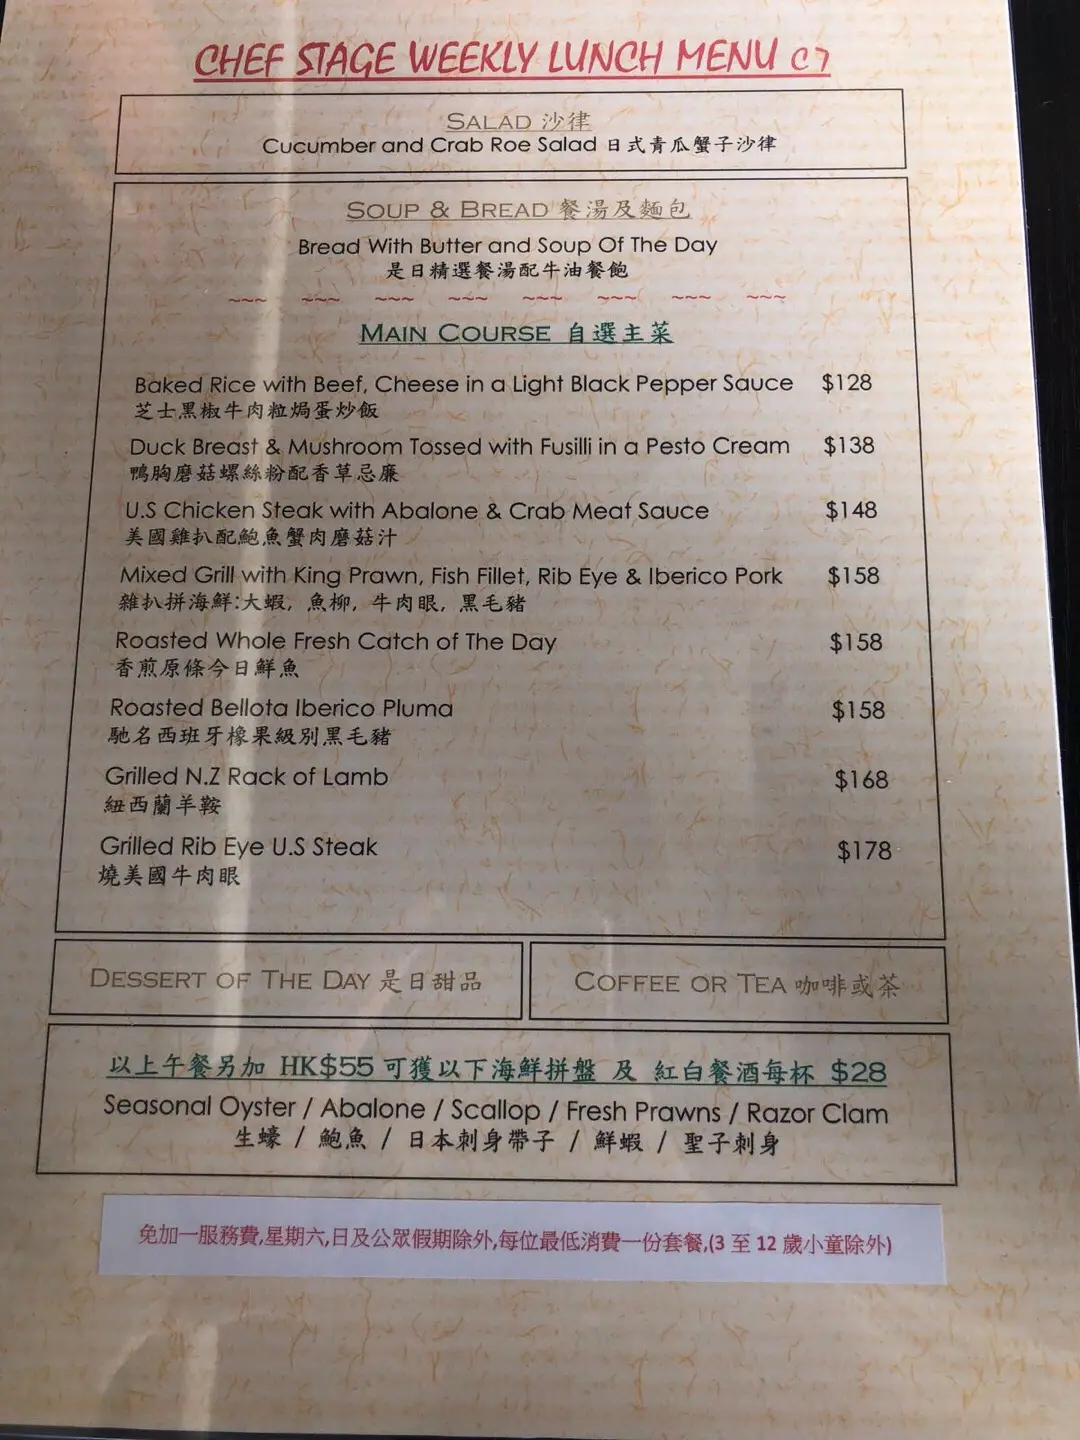 CHEF STAGE WEEKLY LUNCH MENU C7
SALAD 沙律
Cucumber and Crab Roe Salad 日式青瓜蟹子沙律
SOUP & BREAD 餐湯及麵包
Bread With Butter and Soup Of The Day
是日精選餐湯配牛油餐飽
~~~ ~~~ ~~~ ~~~ ~~~ ~~~ ~~~ ~~~
MAIN COURSE 自選主菜
Baked Rice with Beef, Cheese in a Light Black Pepper Sauce $128
芝士黑椒牛肉粒焗蛋炒飯
Duck Breast & Mushroom Tossed with Fusilli in a Pesto Cream $138
鴨胸磨菇螺絲粉配香草忌廉
U.S Chicken Steak with Abalone & Crab Meat Sauce $148
美國雞扒配鮑魚蟹肉磨菇汁
Mixed Grill with King Prawn, Fish Fillet, Rib Eye & Iberico Pork $158
雜扒拼海鮮:大蝦, 魚柳, 牛肉眼, 黑毛豬
Roasted Whole Fresh Catch of The Day $158
香煎原條今日鮮魚
Roasted Bellota Iberico Pluma $158
馳名西班牙橡果級別黑毛豬
Grilled N.Z Rack of Lamb $168
紐西蘭羊鞍
Grilled Rib Eye U.S Steak $178
燒美國牛肉眼
DESSERT OF THE DAY 是日甜品
COFFEE OR TEA 咖啡或茶
以上午餐另加 HK$55 可獲以下海鮮拼盤 及 紅白餐酒每杯 $28
Seasonal Oyster / Abalone / Scallop / Fresh Prawns / Razor Clam
生蠔 / 鮑魚 / 日本刺身帶子 / 鮮蝦 / 聖子刺身
免加一服務費,星期六,日及公眾假期除外,每位最低消費一份套餐,(3 至 12 歲小童除外)